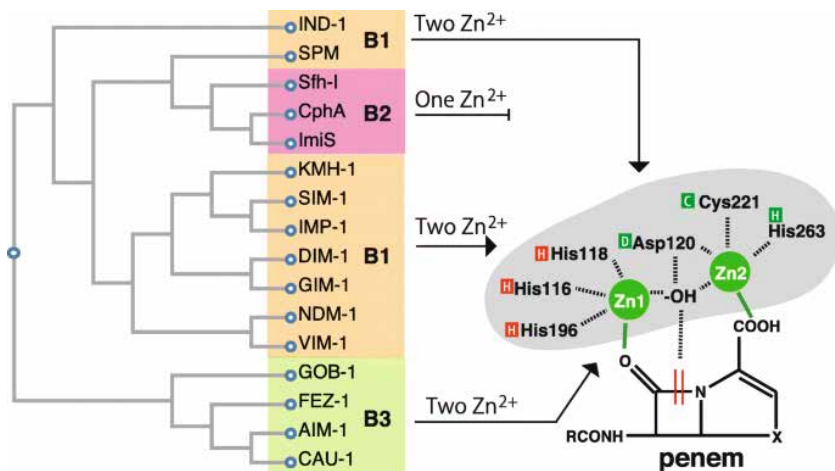 IND-1
SPM
B1
Two Zn2+
Sfh-I
CphA
ImiS
B2
One Zn2+
KMH-1
SIM-1
IMP-1
DIM-1
GIM-1
NDM-1
VIM-1
B1
Two Zn2+
GOB-1
FEZ-1
AIM-1
CAU-1
B3
Two Zn2+
C Cys221
H His263
D Asp120
H His118
H His116
H His196
Zn1
-OH
Zn2
COOH
O
N
RCONH
X
penem